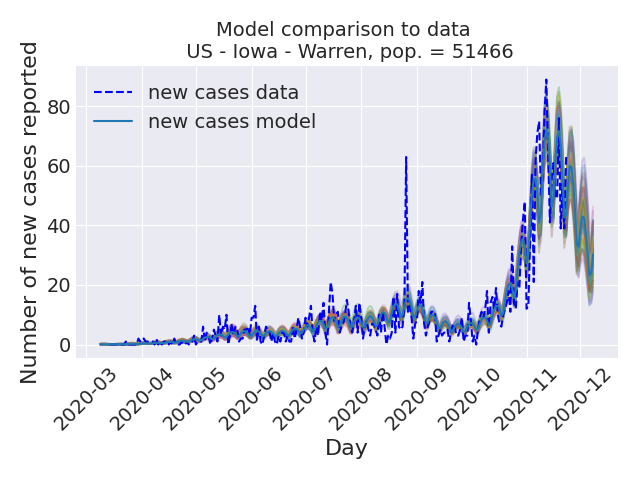 Model comparison to data
US - Iowa - Warren, pop. = 51466
new cases data
new cases model
Number of new cases reported
80
60
40
20
0
2020-03
2020-04
2020-05
2020-06
2020-07
2020-08
2020-09
2020-10
2020-11
2020-12
Day